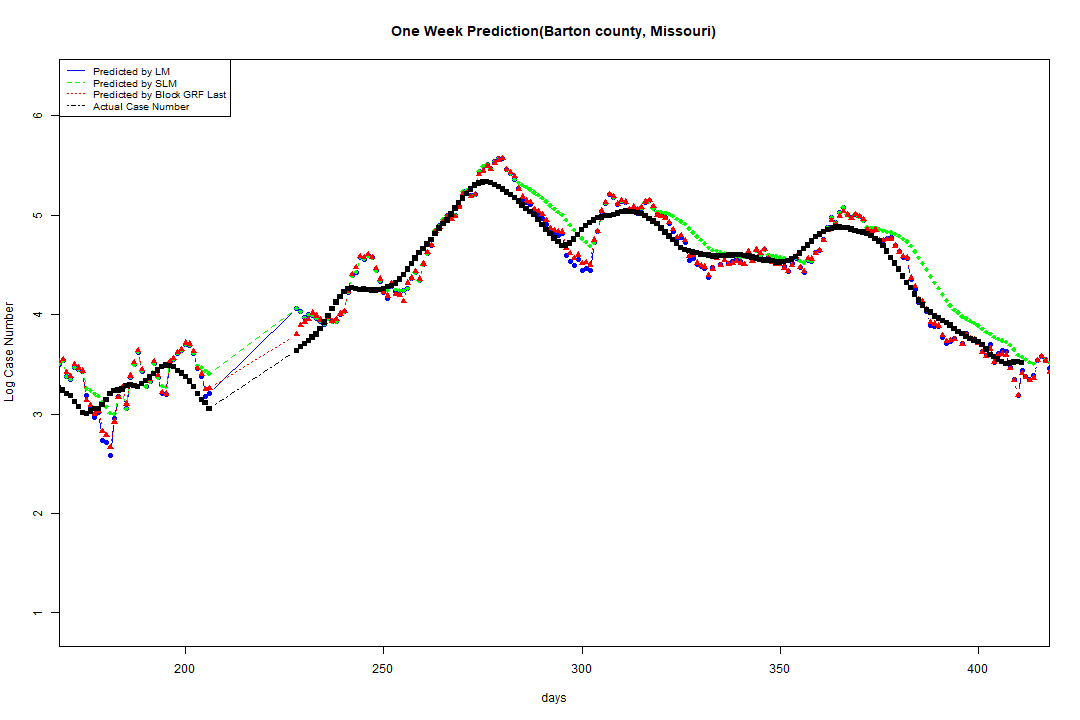 One Week Prediction(Barton county, Missouri)
Predicted by LM
Predicted by SLM
Predicted by Block GRF Last
Actual Case Number
6
5
4
3
2
1
Log Case Number
200 250 300 350 400
days